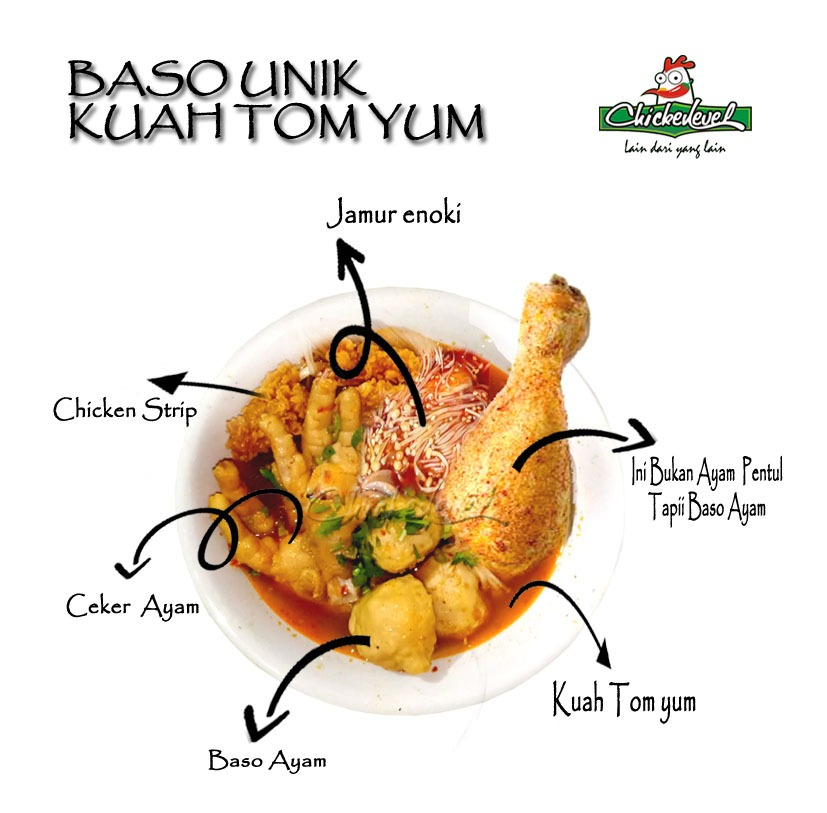 BASO UNIK
KUAH TOM YUM
Chickenlevel
Lain dari yang lain
Jamur enoki
Chicken Strip
Ini Bukan Ayam Pentul
Tapii Baso Ayam
Ceker Ayam
Kuah Tom yum
Baso Ayam